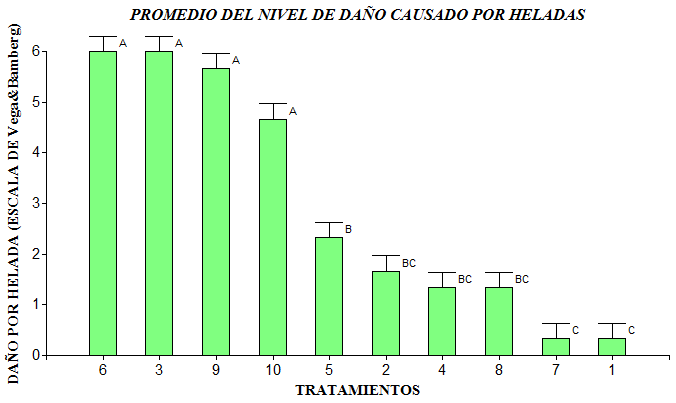 PROMEDIO DEL NIVEL DE DAÑO CAUSADO POR HELADAS
DAÑO POR HELADA (ESCALA DE Vega&Bamberg)
6
5
4
3
2
1
0
A
A
A
A
B
BC
BC
BC
C
C
6 3 9 10 5 2 4 8 7 1
TRATAMIENTOS